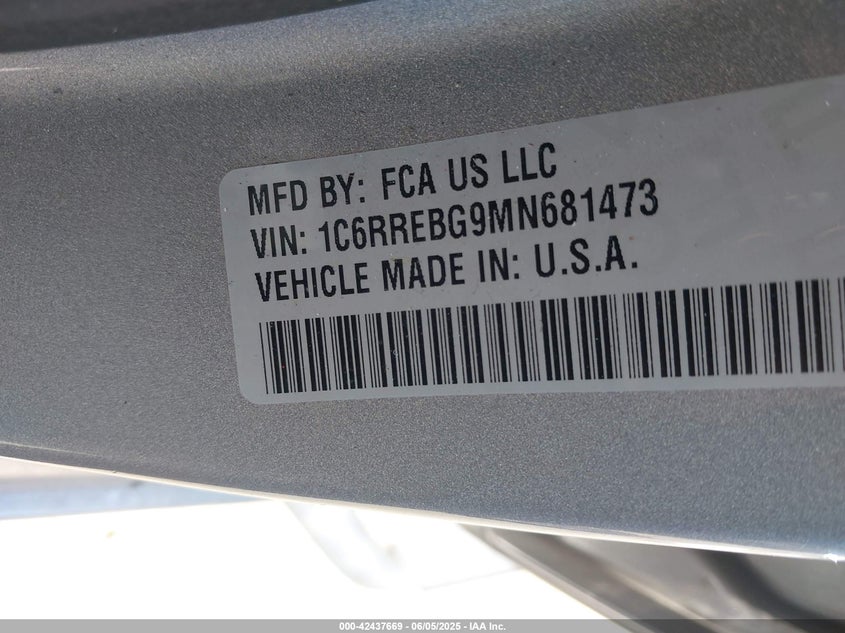 MFD BY: FCA US LLC
VIN: 1C6RREBG9MN681473
VEHICLE MADE IN: U.S.A.
000-42437669 - 06/05/2025 - IAA Inc.